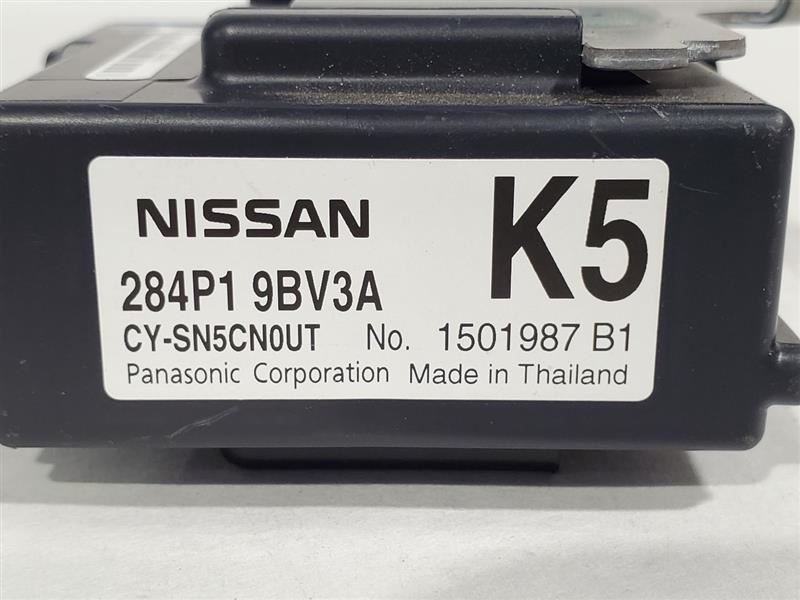 NISSAN K5
284P1 9BV3A
CY-SN5CN0UT No. 1501987 B1
Panasonic Corporation Made in Thailand